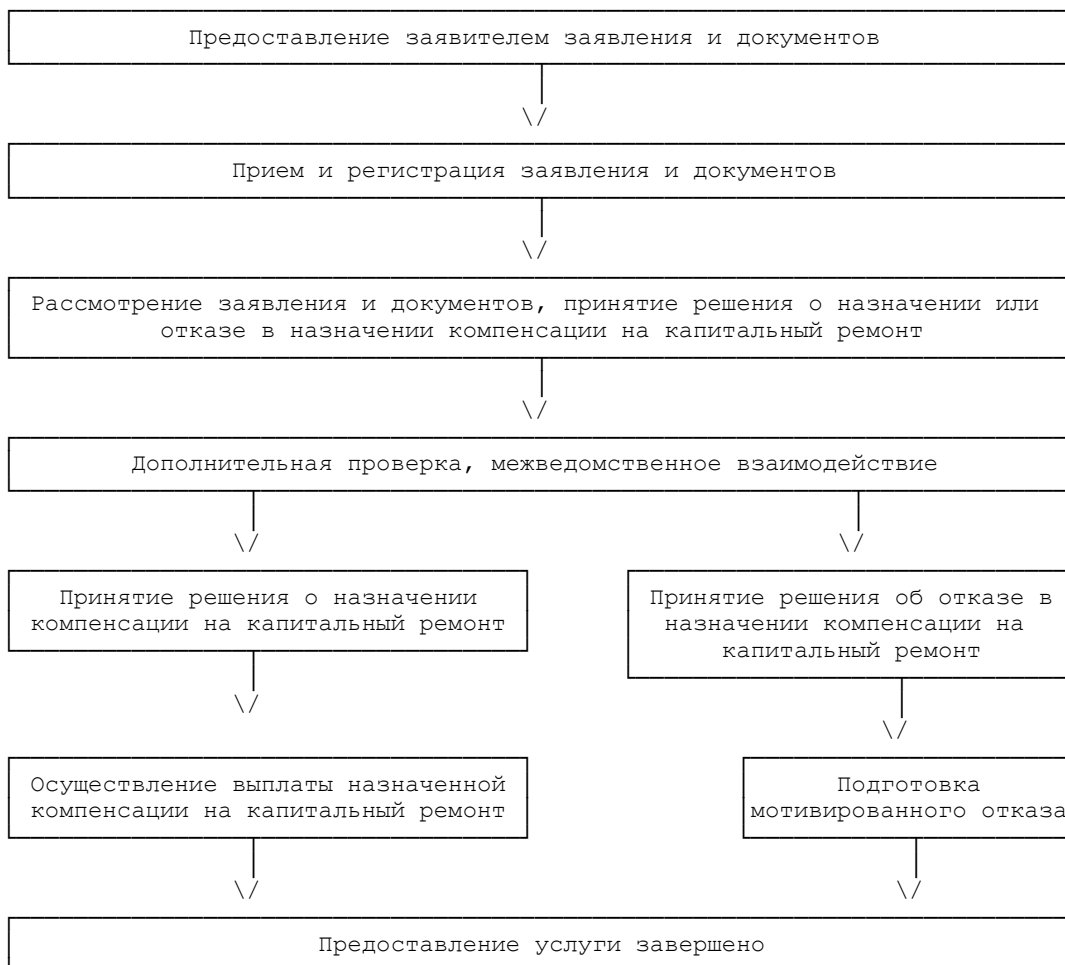 Предоставление заявителем заявления и документов
Прием и регистрация заявления и документов
Рассмотрение заявления и документов, принятие решения о назначении или
отказе в назначении компенсации на капитальный ремонт
Дополнительная проверка, межведомственное взаимодействие
Принятие решения о назначении
компенсации на капитальный ремонт
Принятие решения об отказе в
назначении компенсации на
капитальный ремонт
Осуществление выплаты назначенной
компенсации на капитальный ремонт
Подготовка
мотивированного отказа
Предоставление услуги завершено